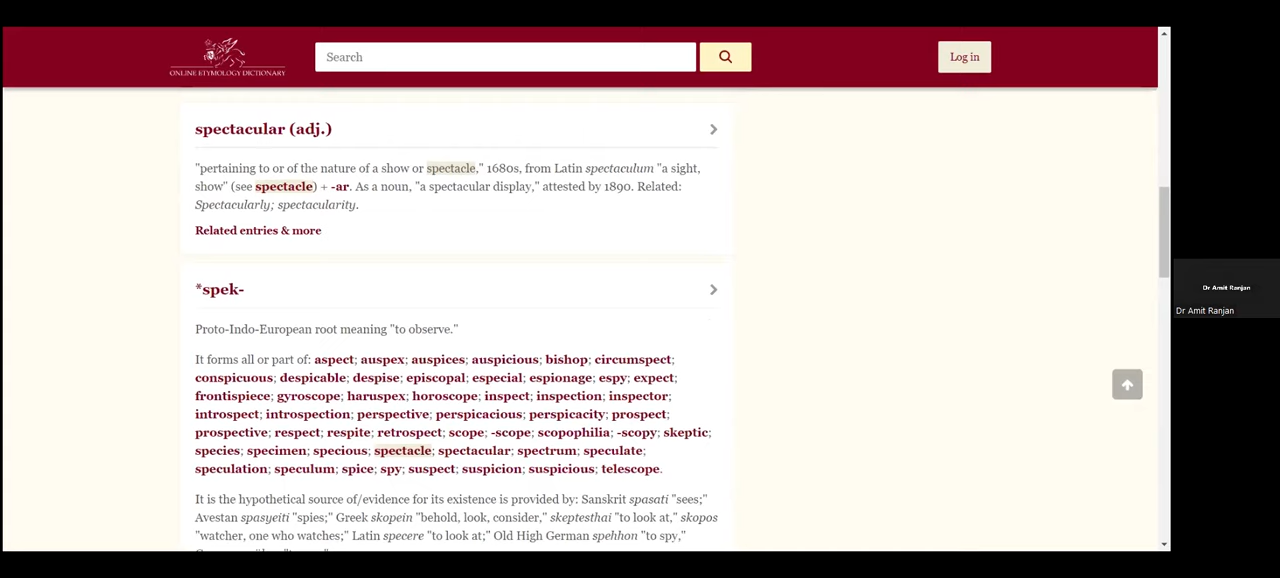 ONLINE ETYMOLOGY DICTIONARY
Search
Log in
spectacular (adj.)
"pertaining to or of the nature of a show or spectacle," 1680s, from Latin spectaculum "a sight,
show" (see spectacle) + -ar. As a noun, "a spectacular display," attested by 1890. Related:
Spectacularly; spectacularity.
Related entries & more
*spek-
Proto-Indo-European root meaning "to observe."
It forms all or part of: aspect; auspex; auspices; auspicious; bishop; circumspect;
conspicuous; despicable; despise; episcopal; especial; espionage; espy; expect;
frontispiece; gyroscope; haruspex; horoscope; inspect; inspection; inspector;
introspect; introspection; perspective; perspicacious; perspicacity; prospect;
prospective; respect; respite; retrospect; scope; -scope; scopophilia; -scopy; skeptic;
species; specimen; specious; spectacle; spectacular; spectrum; speculate;
speculation; speculum; spice; spy; suspect; suspicion; suspicious; telescope.
It is the hypothetical source of/evidence for its existence is provided by: Sanskrit spasati "sees;"
Avestan spasyeiti "spies;" Greek skopein "behold, look, consider," skeptesthai "to look at," skopos
"watcher, one who watches;" Latin specere "to look at;" Old High German spehhon "to spy,"
Dr Amit Ranjan
Dr Amit Ranjan